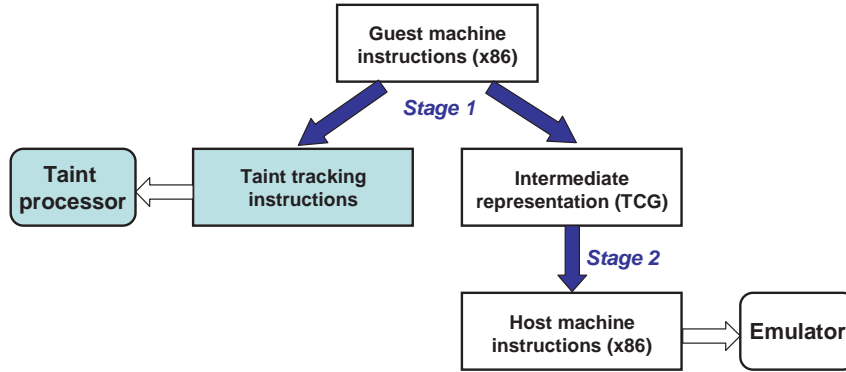 Guest machine
instructions (x86)
Stage 1
Taint
processor
Taint tracking
instructions
Intermediate
representation (TCG)
Stage 2
Host machine
instructions (x86)
Emulator